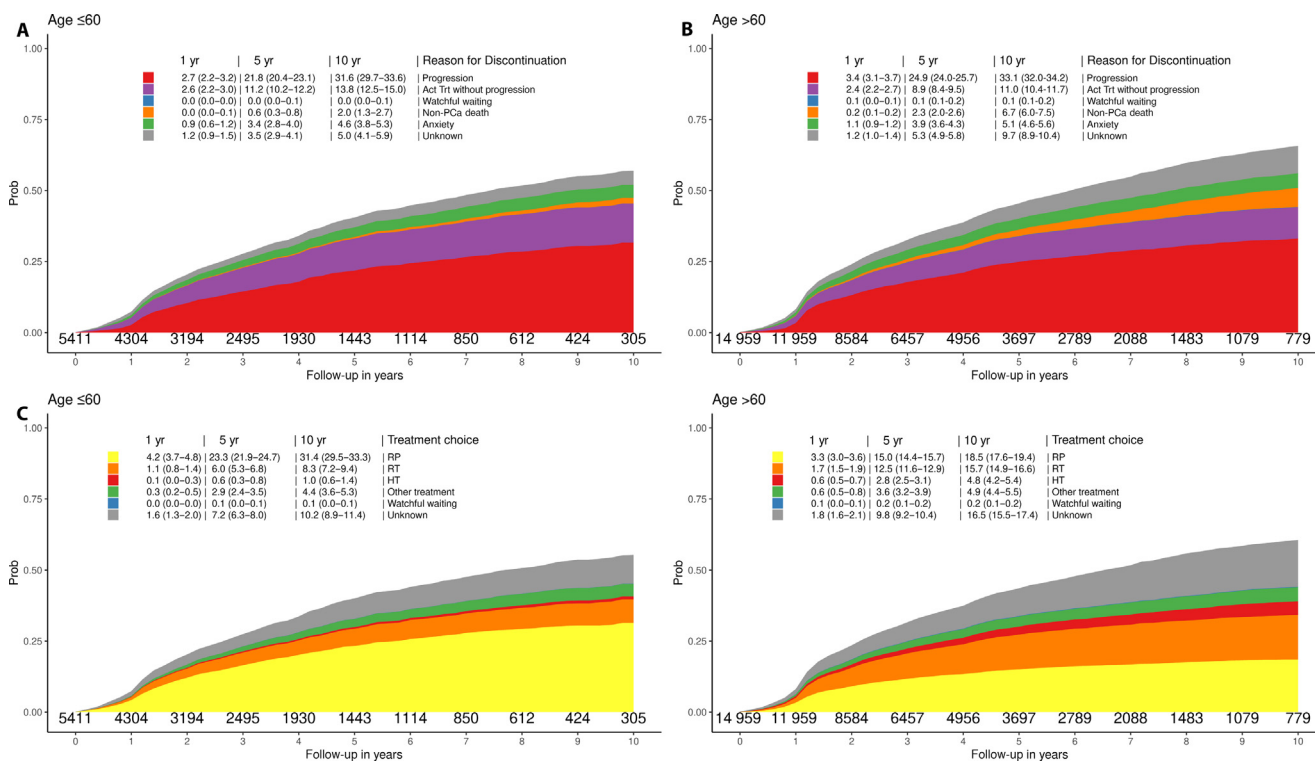 A
Age ≤60
1.00
0.75
0.50
0.25
0.00
Prob
1 yr | 5 yr | 10 yr | Reason for Discontinuation
2.7 (2.2–3.2) | 21.8 (20.4–23.1) | 31.6 (29.7–33.6) | Progression
2.6 (2.2–3.0) | 11.2 (10.2–12.2) | 13.8 (12.5–15.0) | Act Trt without progression
0.0 (0.0–0.0) | 0.0 (0.0–0.1) | 0.0 (0.0–0.1) | Watchful waiting
0.0 (0.0–0.1) | 0.6 (0.3–0.8) | 2.0 (1.3–2.7) | Non-PCa death
0.9 (0.6–1.2) | 3.4 (2.8–4.0) | 4.6 (3.8–5.3) | Anxiety
1.2 (0.9–1.5) | 3.5 (2.9–4.1) | 5.0 (4.1–5.9) | Unknown
5411 4304 3194 2495 1930 1443 1114 850 612 424 305
0 1 2 3 4 5 6 7 8 9 10
Follow-up in years
B
Age >60
1.00
0.75
0.50
0.25
0.00
Prob
1 yr | 5 yr | 10 yr | Reason for Discontinuation
3.4 (3.1–3.7) | 24.9 (24.0-25.7) | 33.1 (32.0-34.2) | Progression
2.4 (2.2–2.7) | 8.9 (8.4–9.5) | 11.0 (10.4–11.7) | Act Trt without progression
0.1 (0.0–0.1) | 0.1 (0.1–0.2) | 0.1 (0.1–0.2) | Watchful waiting
0.2 (0.1–0.2) | 2.3 (2.0–2.6) | 6.7 (6.0–7.5) | Non-PCa death
1.1 (0.9–1.2) | 3.9 (3.6–4.3) | 5.1 (4.6–5.6) | Anxiety
1.2 (1.0–1.4) | 5.3 (4.9–5.8) | 9.7 (8.9-10.4) | Unknown
14 959 11 959 8584 6457 4956 3697 2789 2088 1483 1079 779
0 1 2 3 4 5 6 7 8 9 10
Follow-up in years
C
Age ≤60
1.00
0.75
0.50
0.25
0.00
Prob
1 yr | 5 yr | 10 yr | Treatment choice
4.2 (3.7–4.8) | 23.3 (21.9–24.7) | 31.4 (29.5–33.3) | RP
1.1 (0.8–1.4) | 6.0 (5.3–6.8) | 8.3 (7.2–9.4) | RT
0.1 (0.0–0.3) | 0.6 (0.3–0.8) | 1.0 (0.6–1.4) | HT
0.3 (0.2–0.5) | 2.9 (2.4–3.5) | 4.4 (3.6–5.3) | Other treatment
0.0 (0.0–0.0) | 0.1 (0.0–0.1) | 0.1 (0.0–0.1) | Watchful waiting
1.6 (1.3–2.0) | 7.2 (6.3–8.0) | 10.2 (8.9–11.4) | Unknown
5411 4304 3194 2495 1930 1443 1114 850 612 424 305
0 1 2 3 4 5 6 7 8 9 10
Follow-up in years
Age >60
1.00
0.75
0.50
0.25
0.00
Prob
1 yr | 5 yr | 10 yr | Treatment choice
3.3 (3.0–3.6) | 15.0 (14.4–15.7) | 18.5 (17.6–19.4) | RP
1.7 (1.5–1.9) | 12.5 (11.6–12.9) | 15.7 (14.9–16.6) | RT
0.6 (0.5–0.7) | 2.8 (2.5–3.1) | 4.8 (4.2–5.4) | HT
0.6 (0.5–0.8) | 3.6 (3.2–3.9) | 4.9 (4.4–5.5) | Other treatment
0.1 (0.0–0.1) | 0.2 (0.1–0.2) | 0.2 (0.1–0.2) | Watchful waiting
1.8 (1.6–2.1) | 9.8 (9.2–10.4) | 16.5 (15.5–17.4) | Unknown
14 959 11 959 8584 6457 4956 3697 2789 2088 1483 1079 779
0 1 2 3 4 5 6 7 8 9 10
Follow-up in years